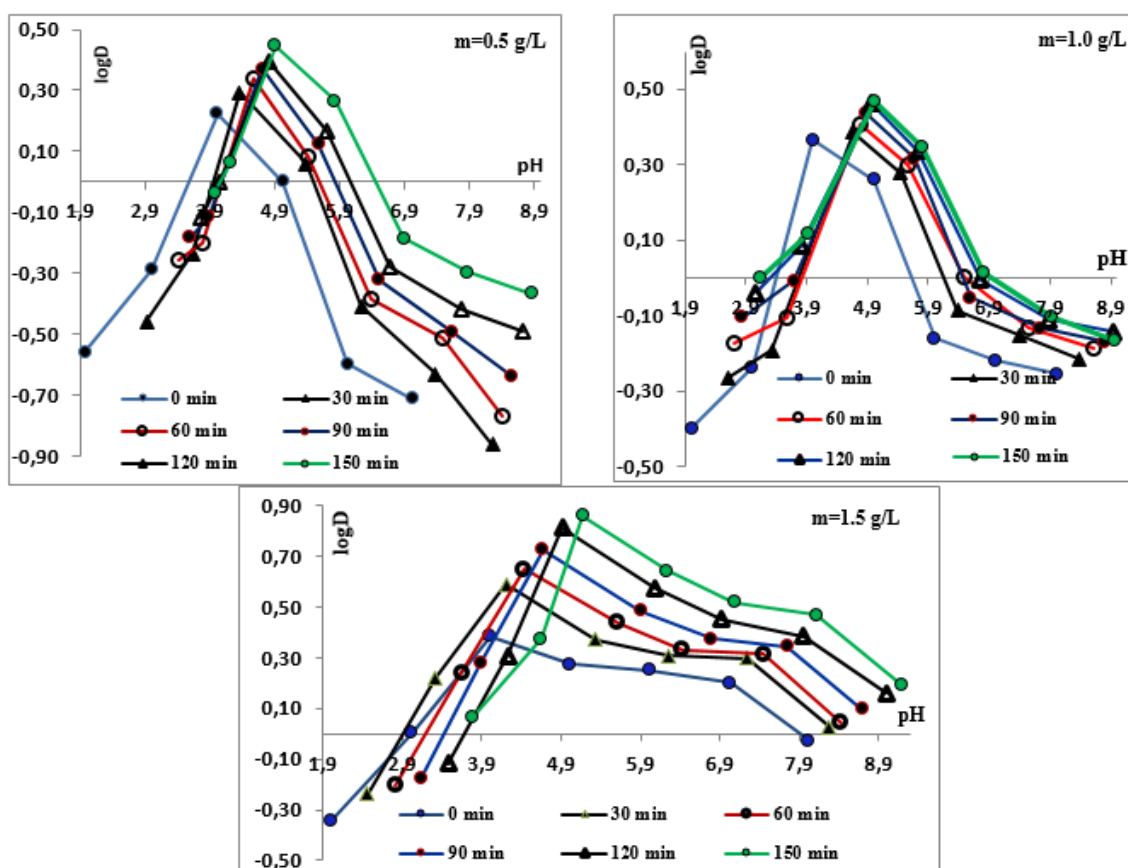 m=0.5 g/L
logD
pH
0,50
0,30
0,10
-0,10
-0,30
-0,50
-0,70
-0,90
1,9 2,9 3,9 4,9 5,9 6,9 7,9 8,9
0 min 30 min
60 min 90 min
120 min 150 min
m=1.0 g/L
logD
pH
0,50
0,30
0,10
-0,10
-0,30
-0,50
1,9 2,9 3,9 4,9 5,9 6,9 7,9 8,9
0 min 30 min
60 min 90 min
120 min 150 min
m=1.5 g/L
logD
pH
0,90
0,70
0,50
0,30
0,10
-0,10
-0,30
-0,50
1,9 2,9 3,9 4,9 5,9 6,9 7,9 8,9
0 min 30 min 60 min
90 min 120 min 150 min